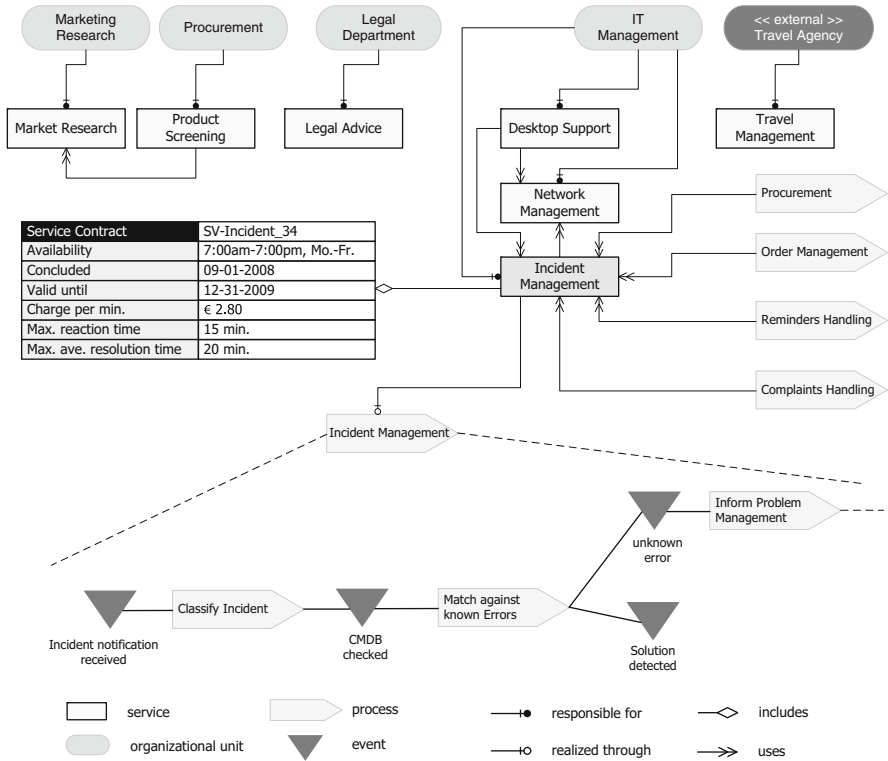 Marketing
Research
Procurement
Legal
Department
IT
Management
<< external >>
Travel Agency
Market Research
Product
Screening
Legal Advice
Desktop Support
Travel
Management
Network
Management
Procurement
Service Contract SV-Incident_34
Availability 7:00am-7:00pm, Mo.-Fr.
Concluded 09-01-2008
Valid until 12-31-2009
Charge per min. € 2.80
Max. reaction time 15 min.
Max. ave. resolution time 20 min.
Order Management
Incident
Management
Reminders Handling
Complaints Handling
Incident Management
Inform Problem
Management
unknown
error
Classify Incident
Match against
known Errors
Incident notification
received
CMDB
checked
Solution
detected
service
process
responsible for
includes
organizational unit
event
realized through
uses